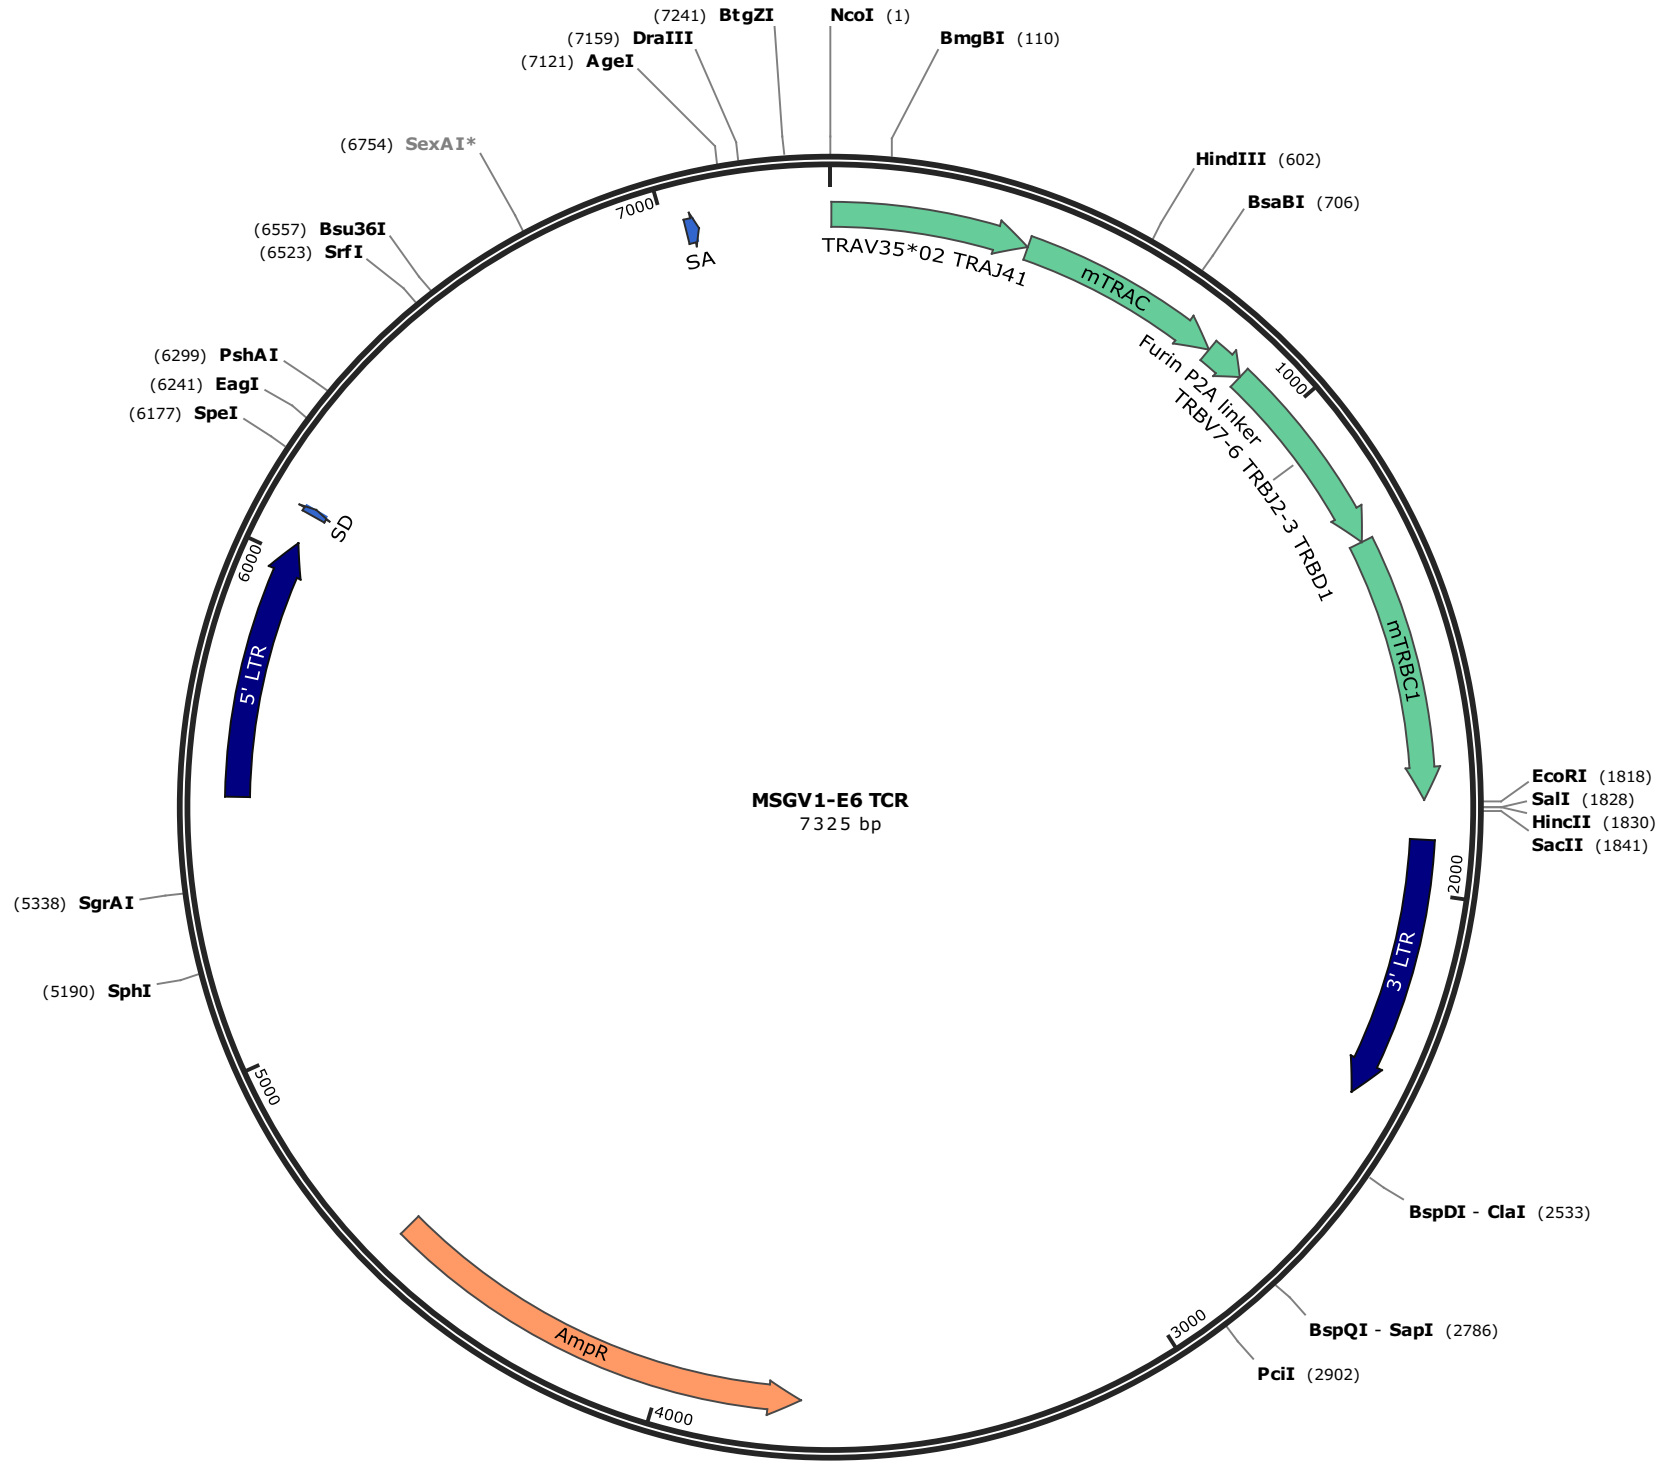 (7241) BtgZI
NcoI (1)
(7159) DraIII
BmgBI (110)
(7121) AgeI
(6754) SexAI*
HindIII (602)
BsaBI (706)
7000
SA
(6557) Bsu36I
(6523) SrfI
TRAV35*02 TRAJ41
mTRAC
(6299) PshAI
(6241) EagI
(6177) SpeI
Furin P2A linker
1000
TRBV7-6 TRBJ2-3 TRBD1
SD
6000
5' LTR
mTRBC1
MSGV1-E6 TCR
7325 bp
EcoRI (1818)
SalI (1828)
HincII (1830)
SacII (1841)
2000
(5338) SgrAI
3' LTR
(5190) SphI
5000
BspDI - ClaI (2533)
3000
BspQI - SapI (2786)
AmpR
PciI (2902)
4000